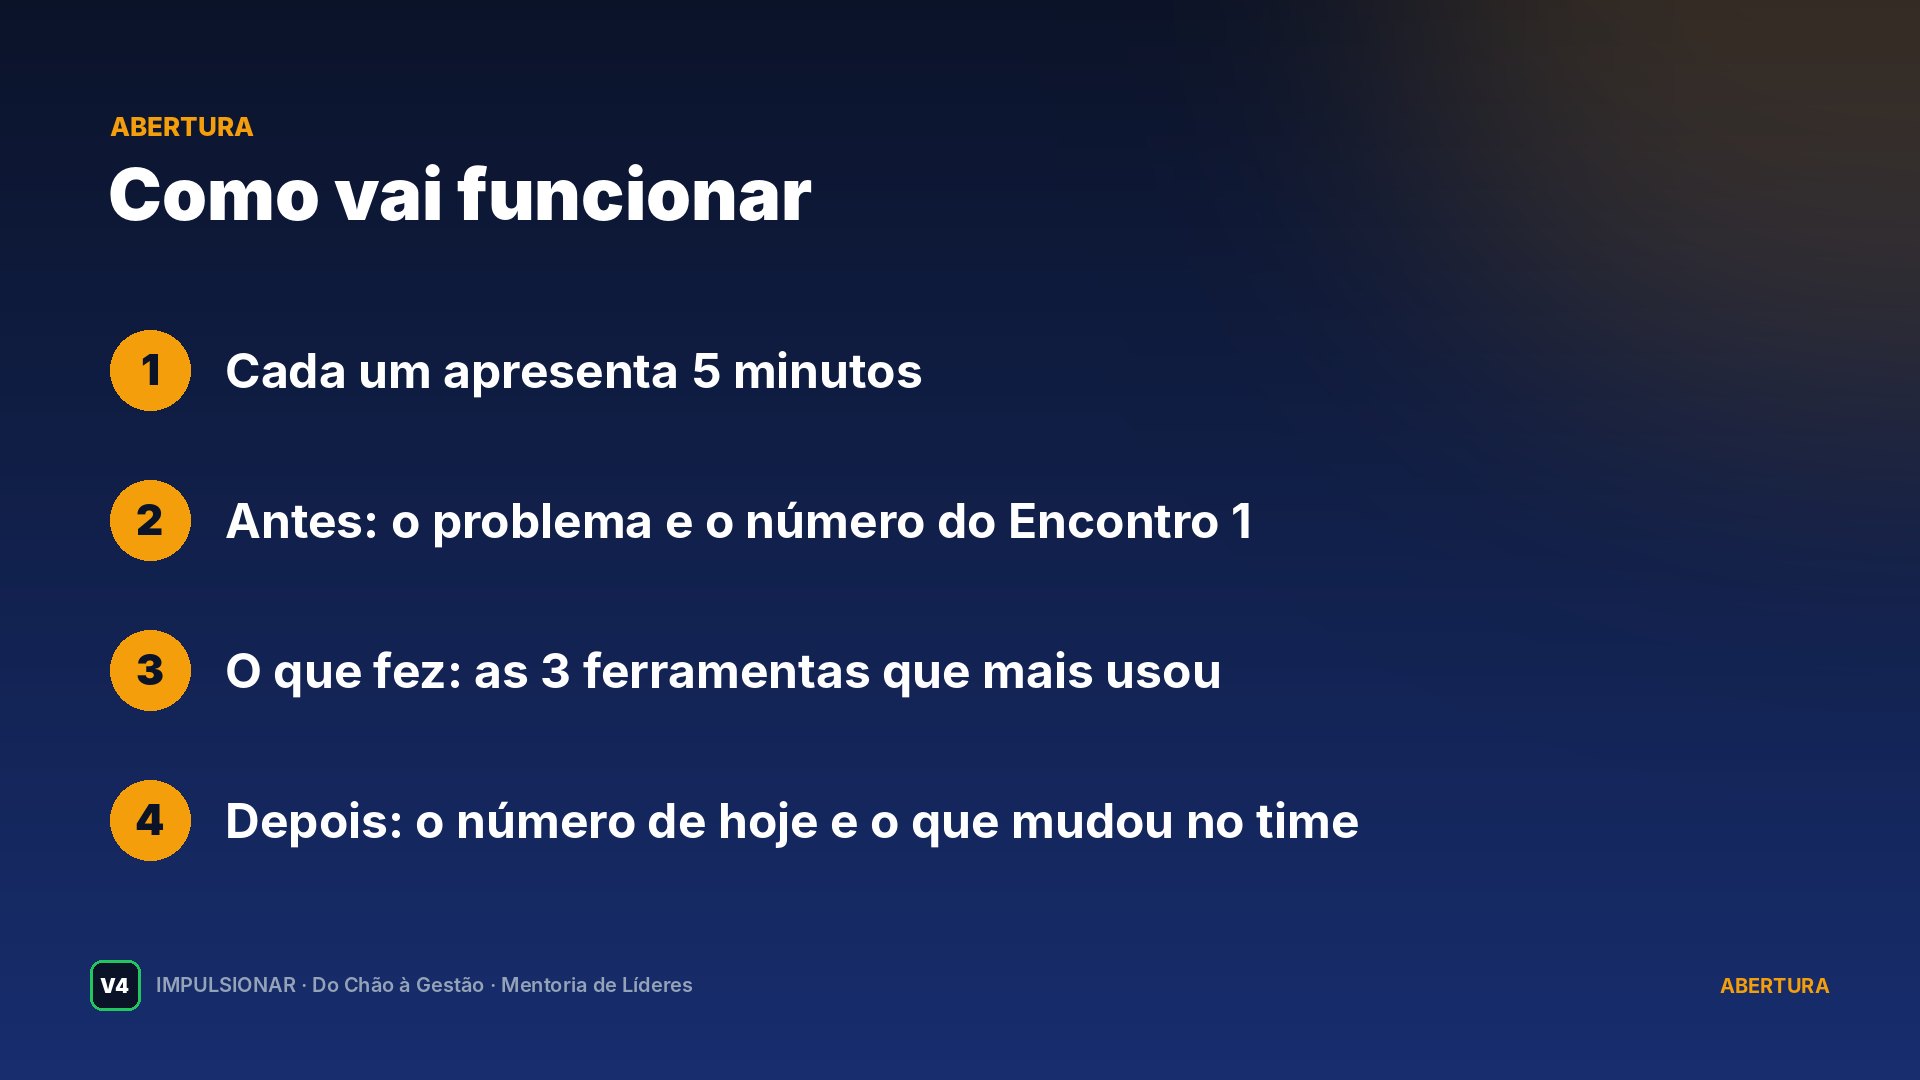 ABERTURA
Como vai funcionar
1 Cada um apresenta 5 minutos
2 Antes: o problema e o número do Encontro 1
3 O que fez: as 3 ferramentas que mais usou
4 Depois: o número de hoje e o que mudou no time
V4 IMPULSIONAR · Do Chão à Gestão · Mentoria de Líderes
ABERTURA